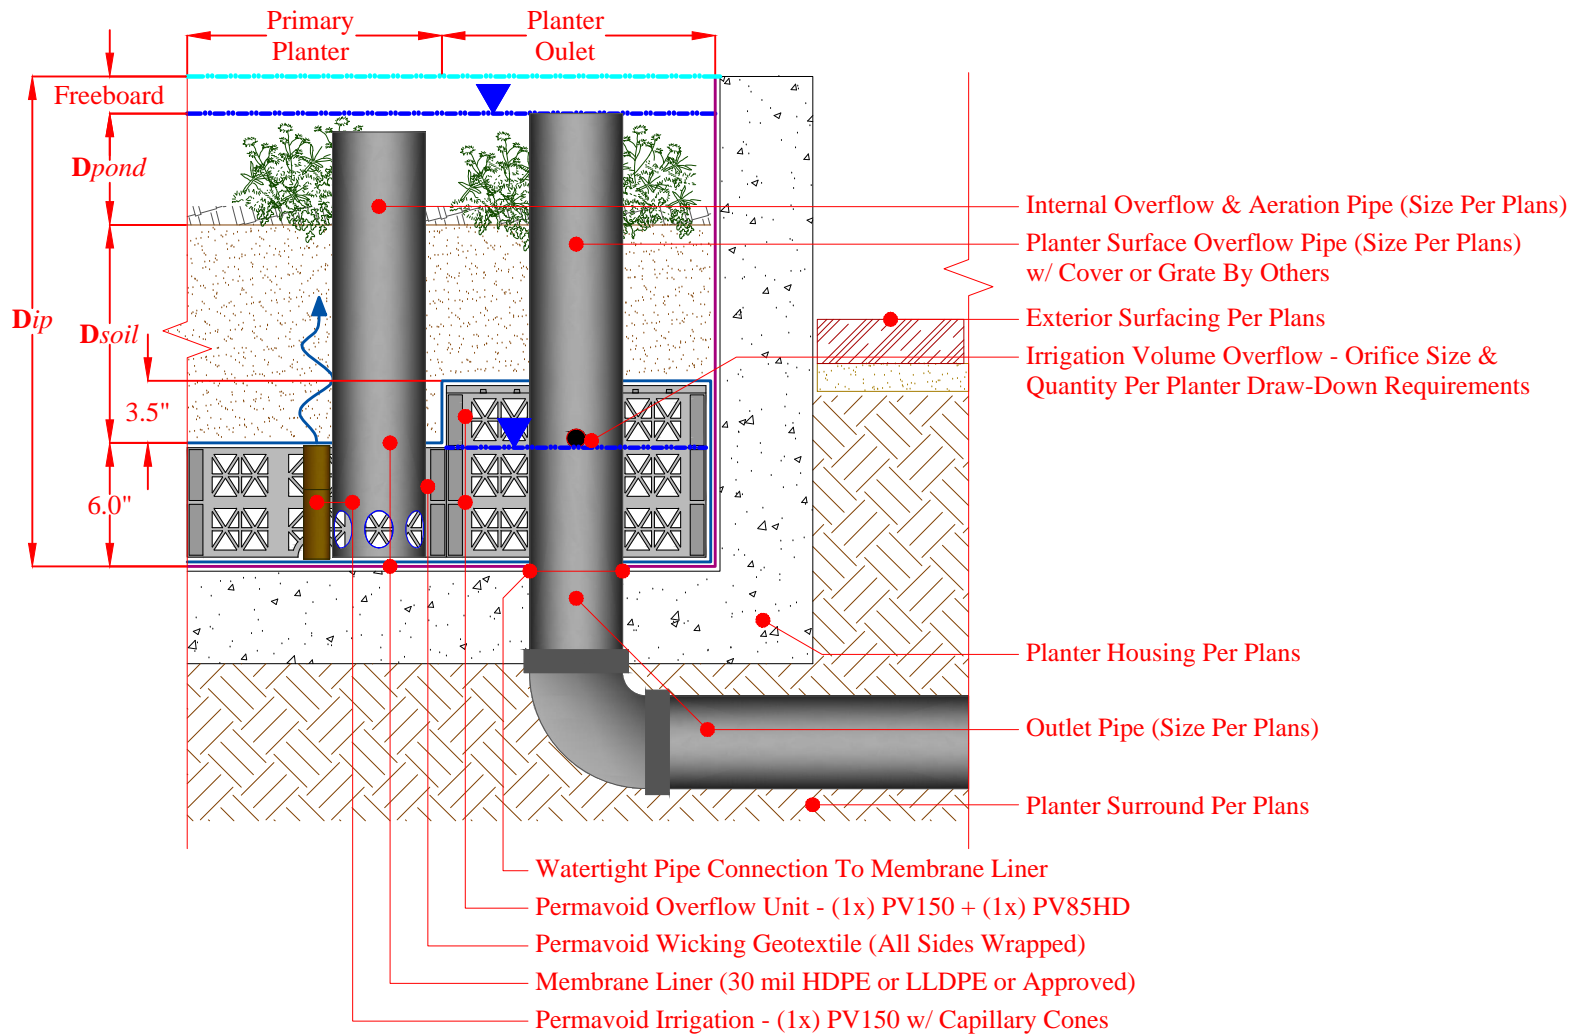 Primary
Planter
Planter
Oulet
Freeboard
Dpond
Dip
Dsoil
3.5"
6.0"
Internal Overflow & Aeration Pipe (Size Per Plans)
Planter Surface Overflow Pipe (Size Per Plans)
w/ Cover or Grate By Others
Exterior Surfacing Per Plans
Irrigation Volume Overflow - Orifice Size &
Quantity Per Planter Draw-Down Requirements
Planter Housing Per Plans
Outlet Pipe (Size Per Plans)
Planter Surround Per Plans
Watertight Pipe Connection To Membrane Liner
Permavoid Overflow Unit - (1x) PV150 + (1x) PV85HD
Permavoid Wicking Geotextile (All Sides Wrapped)
Membrane Liner (30 mil HDPE or LLDPE or Approved)
Permavoid Irrigation - (1x) PV150 w/ Capillary Cones